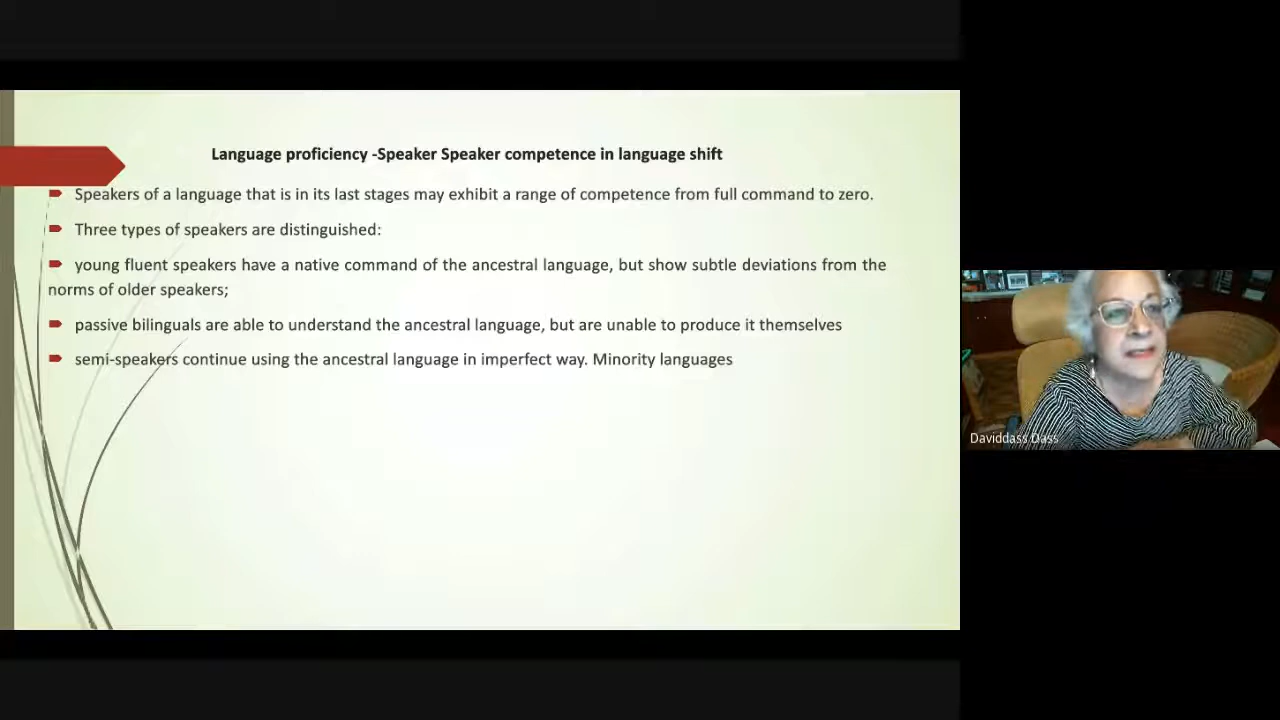 Language proficiency -Speaker Speaker competence in language shift
Speakers of a language that is in its last stages may exhibit a range of competence from full command to zero.
Three types of speakers are distinguished:
young fluent speakers have a native command of the ancestral language, but show subtle deviations from the
norms of older speakers;
passive bilinguals are able to understand the ancestral language, but are unable to produce it themselves
semi-speakers continue using the ancestral language in imperfect way. Minority languages
Daviddass Dass